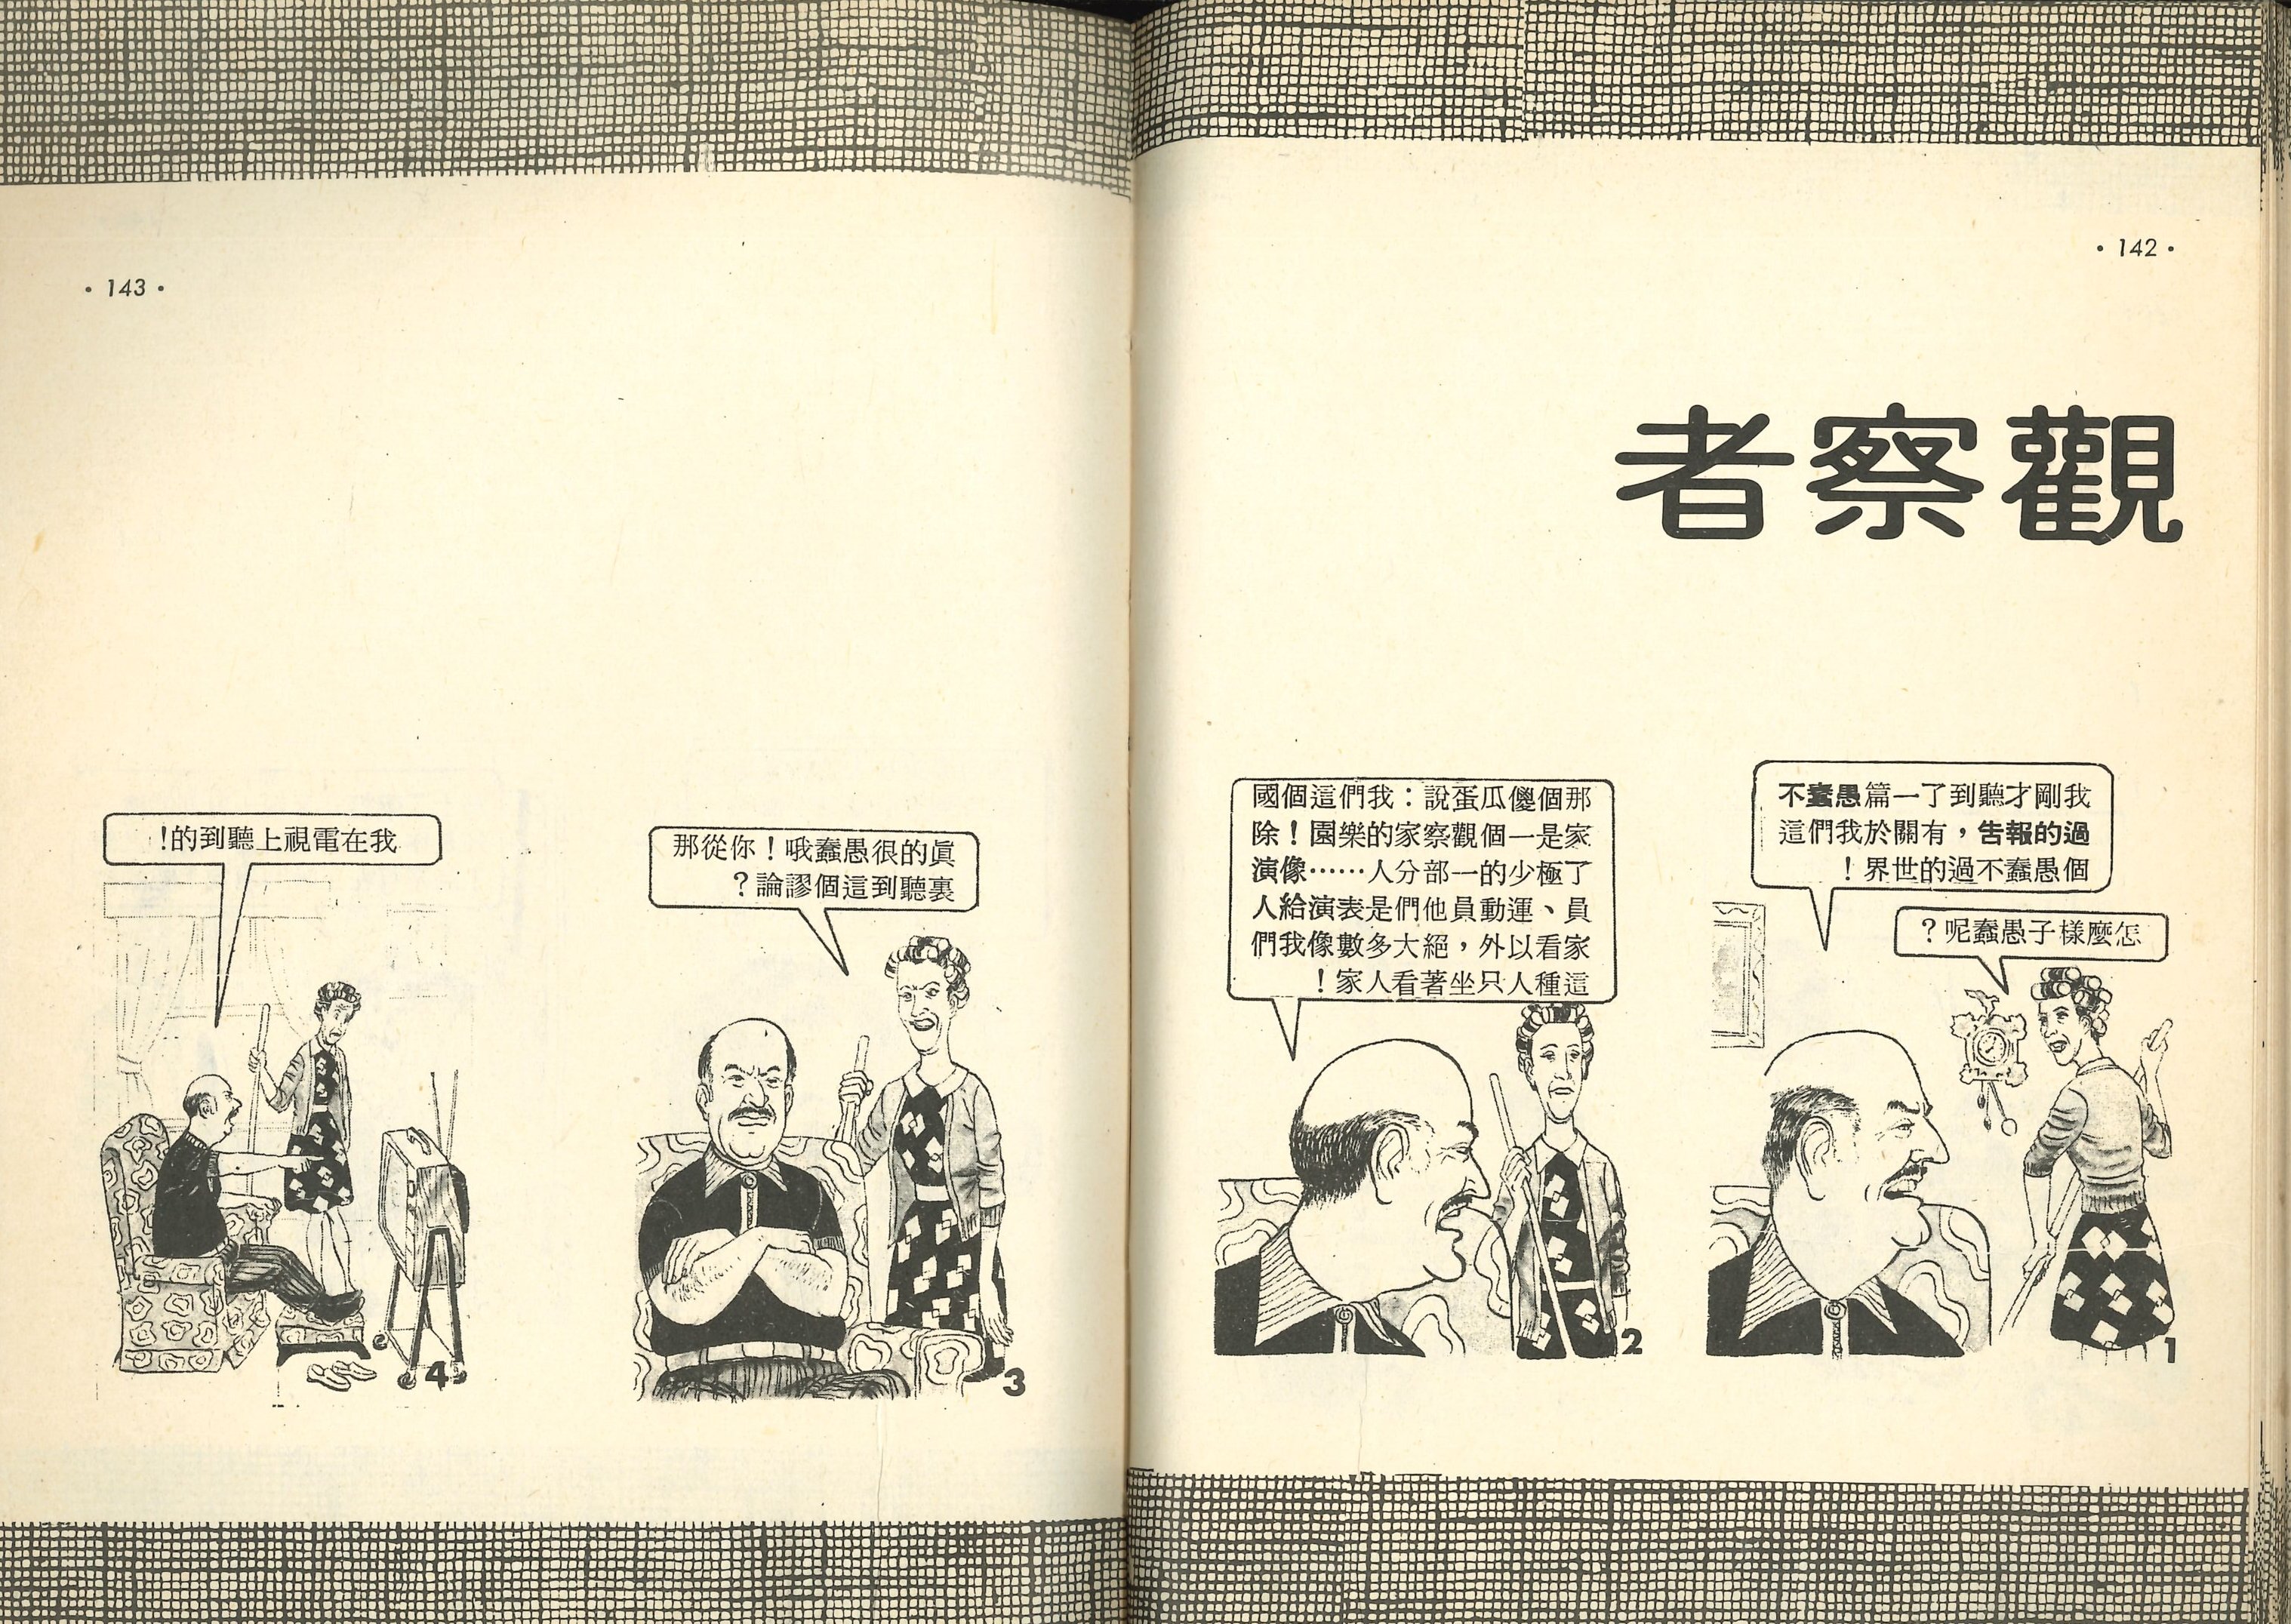 • 142 •
觀察者
我剛才聽到了一篇愚蠢不
過的報告，有關於我們這
個愚蠢不過的世界！
怎麼樣子愚蠢呢？
那個傻瓜蛋說：我們這個國
家是一個觀察家的樂園！除
了極少的一部分人……像演
員、運動員他們是表演給人
家看以外，絕大多數像我們
這種人只坐著看人家！
• 143 •
眞的很愚蠢哦！你從那
裏聽到這個謬論？
我在電視上聽到的！
1
2
3
4